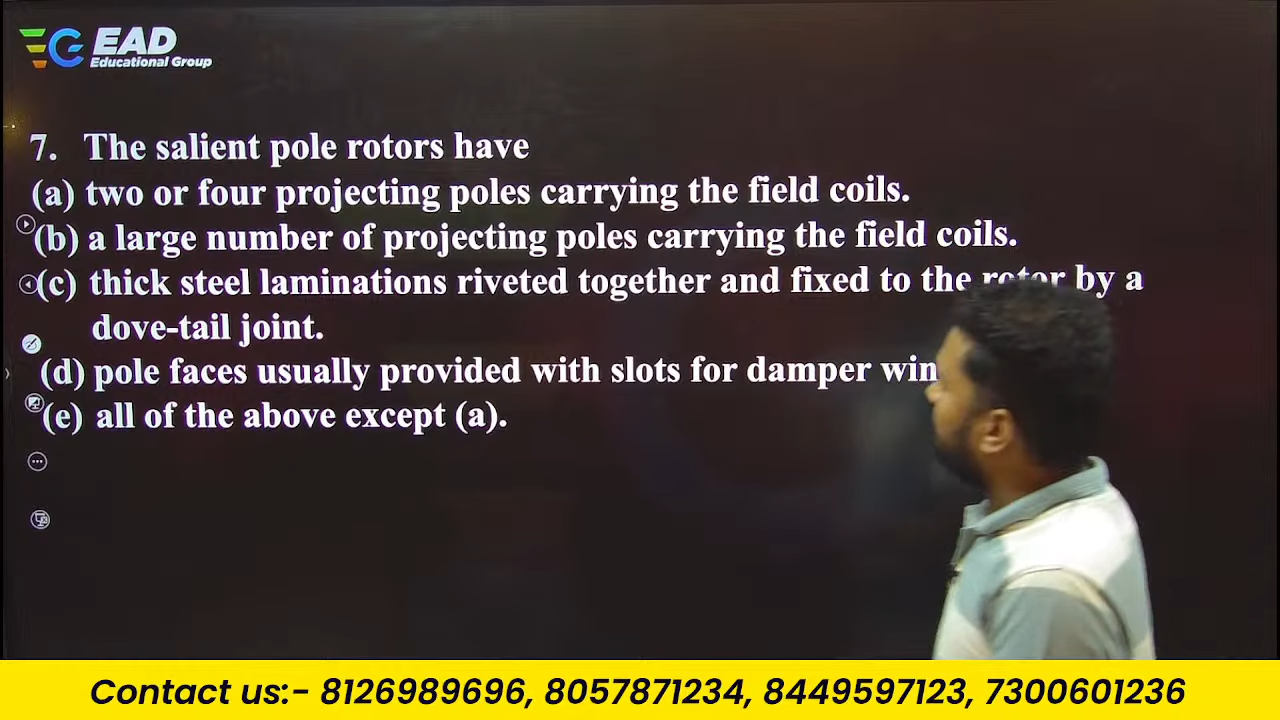 EAD
Educational Group
7. The salient pole rotors have
(a) two or four projecting poles carrying the field coils.
(b) a large number of projecting poles carrying the field coils.
(c) thick steel laminations riveted together and fixed to the rotor by a
dove-tail joint.
(d) pole faces usually provided with slots for damper
(e) all of the above except (a).
Contact us:- 8126989696, 8057871234, 8449597123, 7300601236